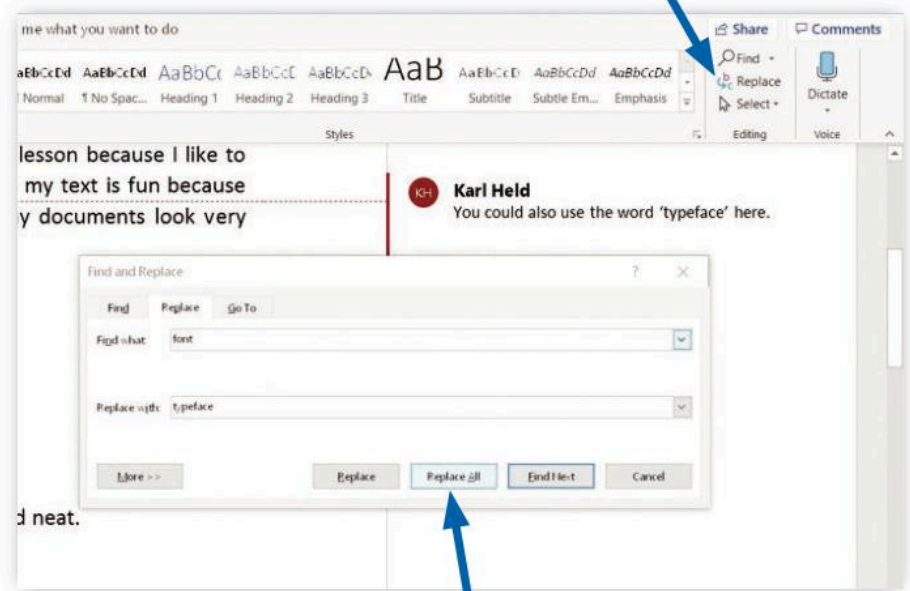 me what you want to do
Share
Comments
aBbCcDd AaBbCcDd AaBbCc AaBbCcD AaBbCcD AaB AaBbCcD AaBbCcDd AaBbCcDd
Normal ¶ No Spac... Heading 1 Heading 2 Heading 3 Title Subtitle Subtle Em... Emphasis
Find
Replace
Select
Dictate
Styles
Editing
Voice
lesson because I like to
my text is fun because
y documents look very
KH
Karl Held
You could also use the word ‘typeface’ here.
Find and Replace
Find Replace Go To
Find what: font
Replace with: typeface
More >> Replace Replace All Find Next Cancel
d neat.